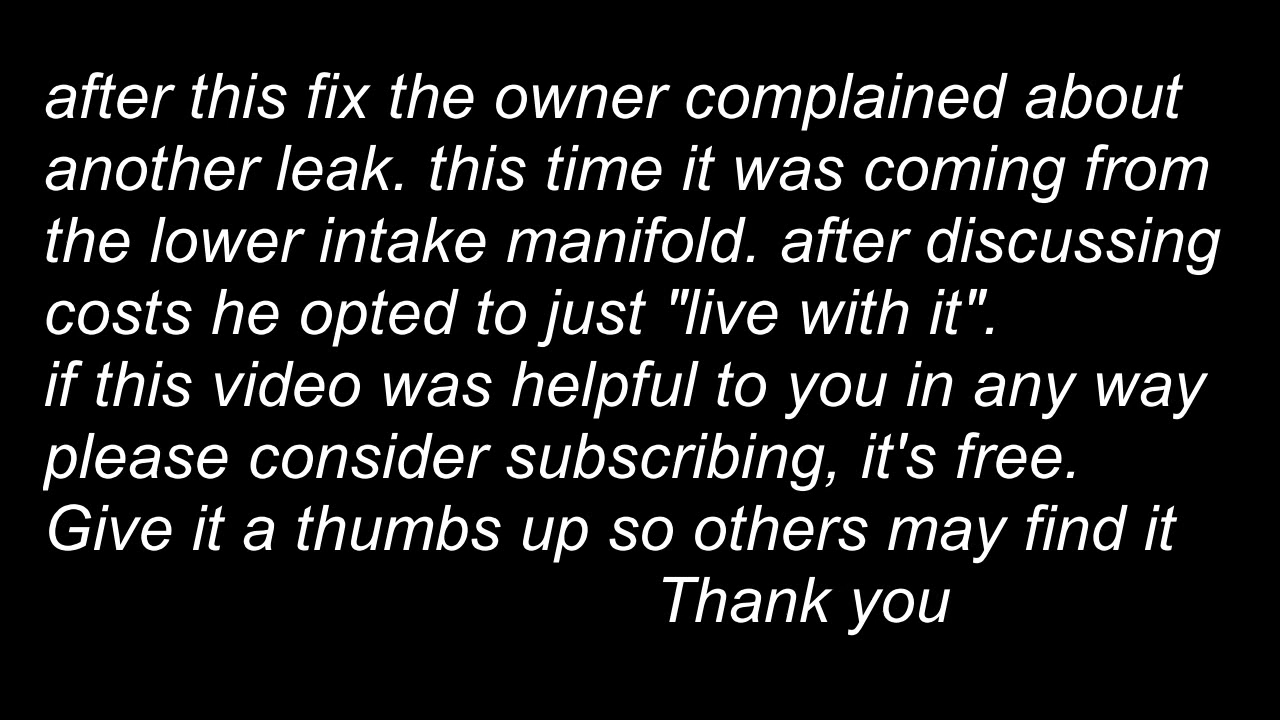 after this fix the owner complained about
another leak. this time it was coming from
the lower intake manifold. after discussing
costs he opted to just "live with it".
if this video was helpful to you in any way
please consider subscribing, it's free.
Give it a thumbs up so others may find it
Thank you